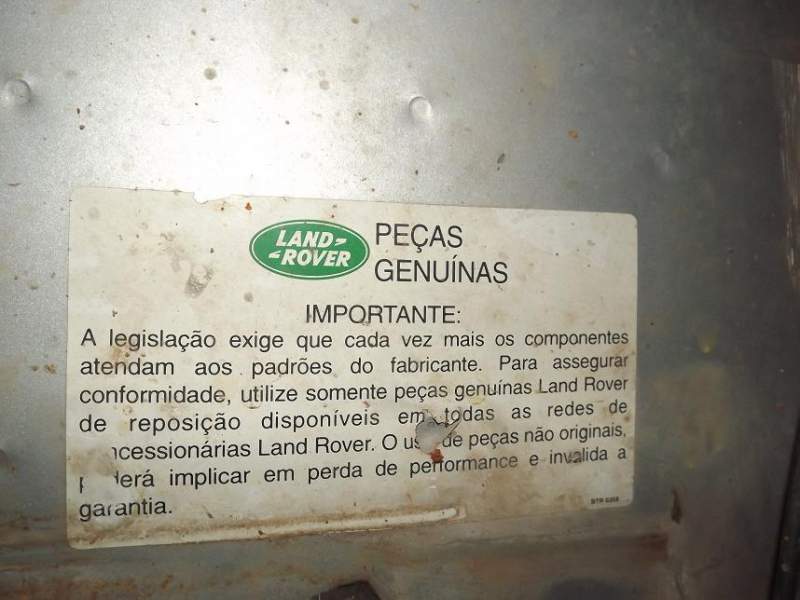 LAND-
-ROVER
PEÇAS
GENUÍNAS
IMPORTANTE:
A legislação exige que cada vez mais os componentes
atendam aos padrões do fabricante. Para assegurar
conformidade, utilize somente peças genuínas Land Rover
de reposição disponíveis em todas as redes de
ncessionárias Land Rover. O uso de peças não originais,
poderá implicar em perda de performance e invalida a
garantia.